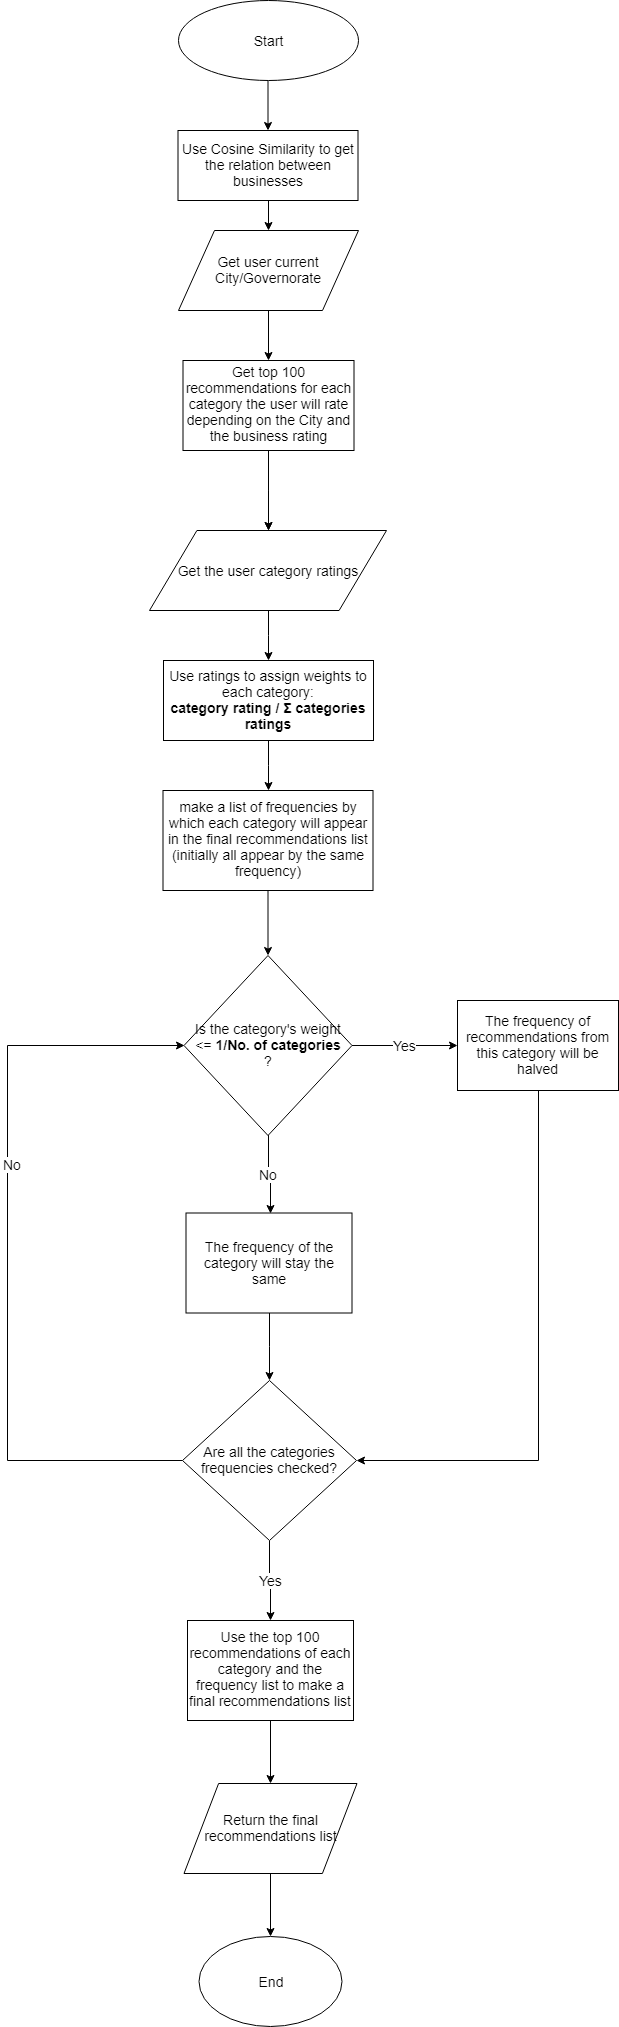 Start
Use Cosine Similarity to get
the relation between
businesses
Get user current
City/Governorate
Get top 100
recommendations for each
category the user will rate
depending on the City and
the business rating
Get the user category ratings
Use ratings to assign weights to
each category:
category rating / Σ categories
ratings
make a list of frequencies by
which each category will appear
in the final recommendations list
(initially all appear by the same
frequency)
Is the category's weight
<= 1/No. of categories
?
Yes
The frequency of
recommendations from
this category will be
halved
No
No
The frequency of the
category will stay the
same
Are all the categories
frequencies checked?
Yes
Use the top 100
recommendations of each
category and the
frequency list to make a
final recommendations list
Return the final
recommendations list
End